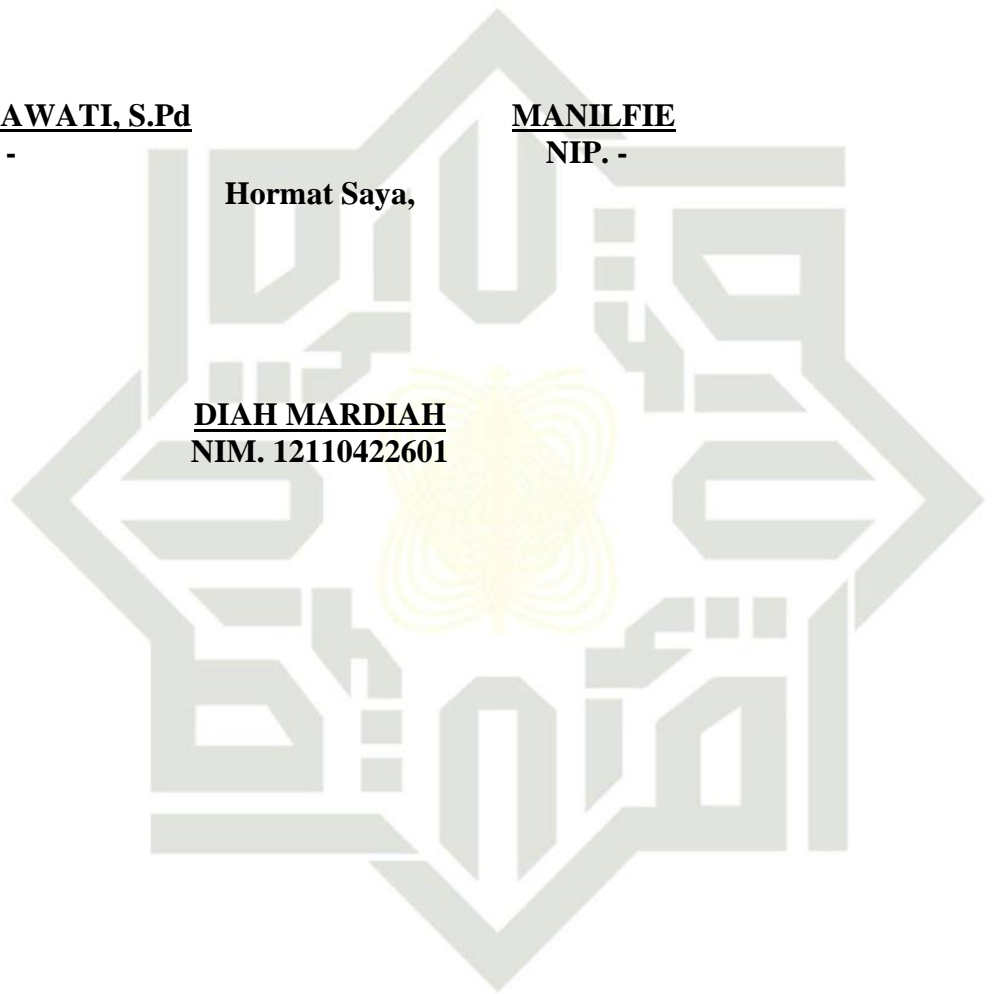 AWATI, S.Pd MANILFIE
- NIP. -
Hormat Saya,
DIAH MARDIAH
NIM. 12110422601